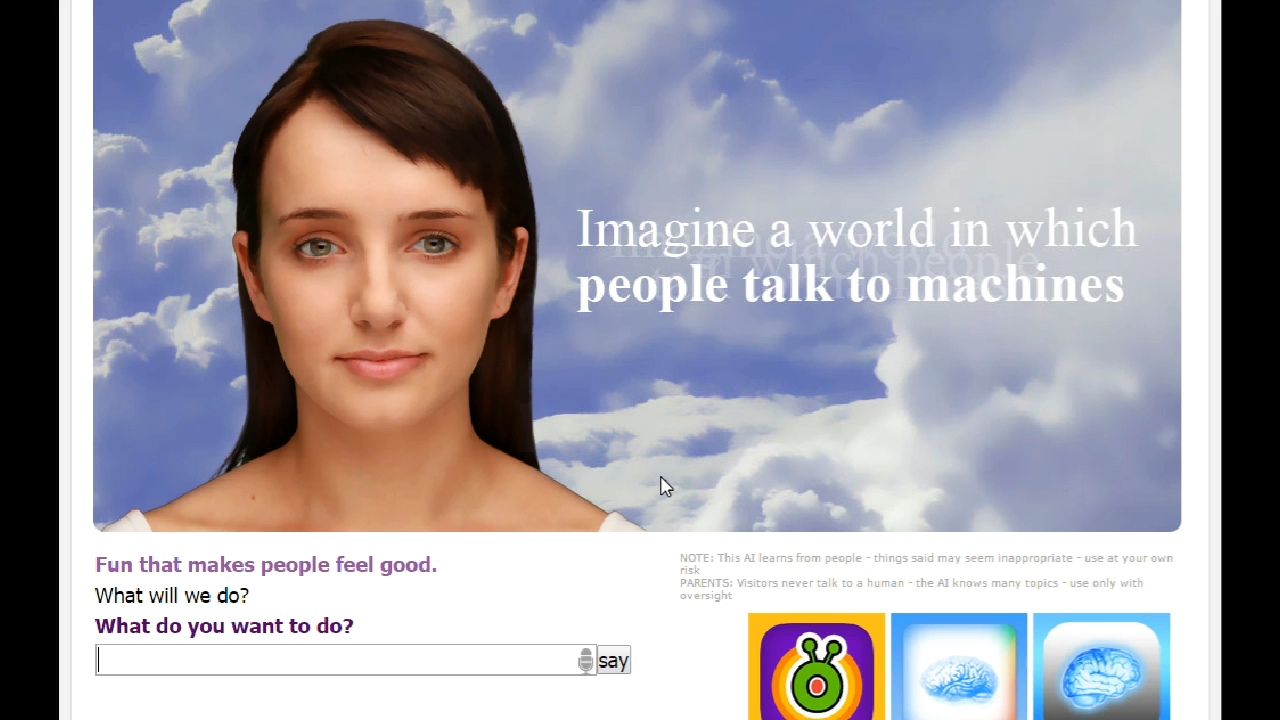 Imagine a world in which
people talk to machines
Fun that makes people feel good.
What will we do?
What do you want to do?
say
NOTE: This AI learns from people - things said may seem inappropriate - use at your own
risk
PARENTS: Visitors never talk to a human - the AI knows many topics - use only with
oversight